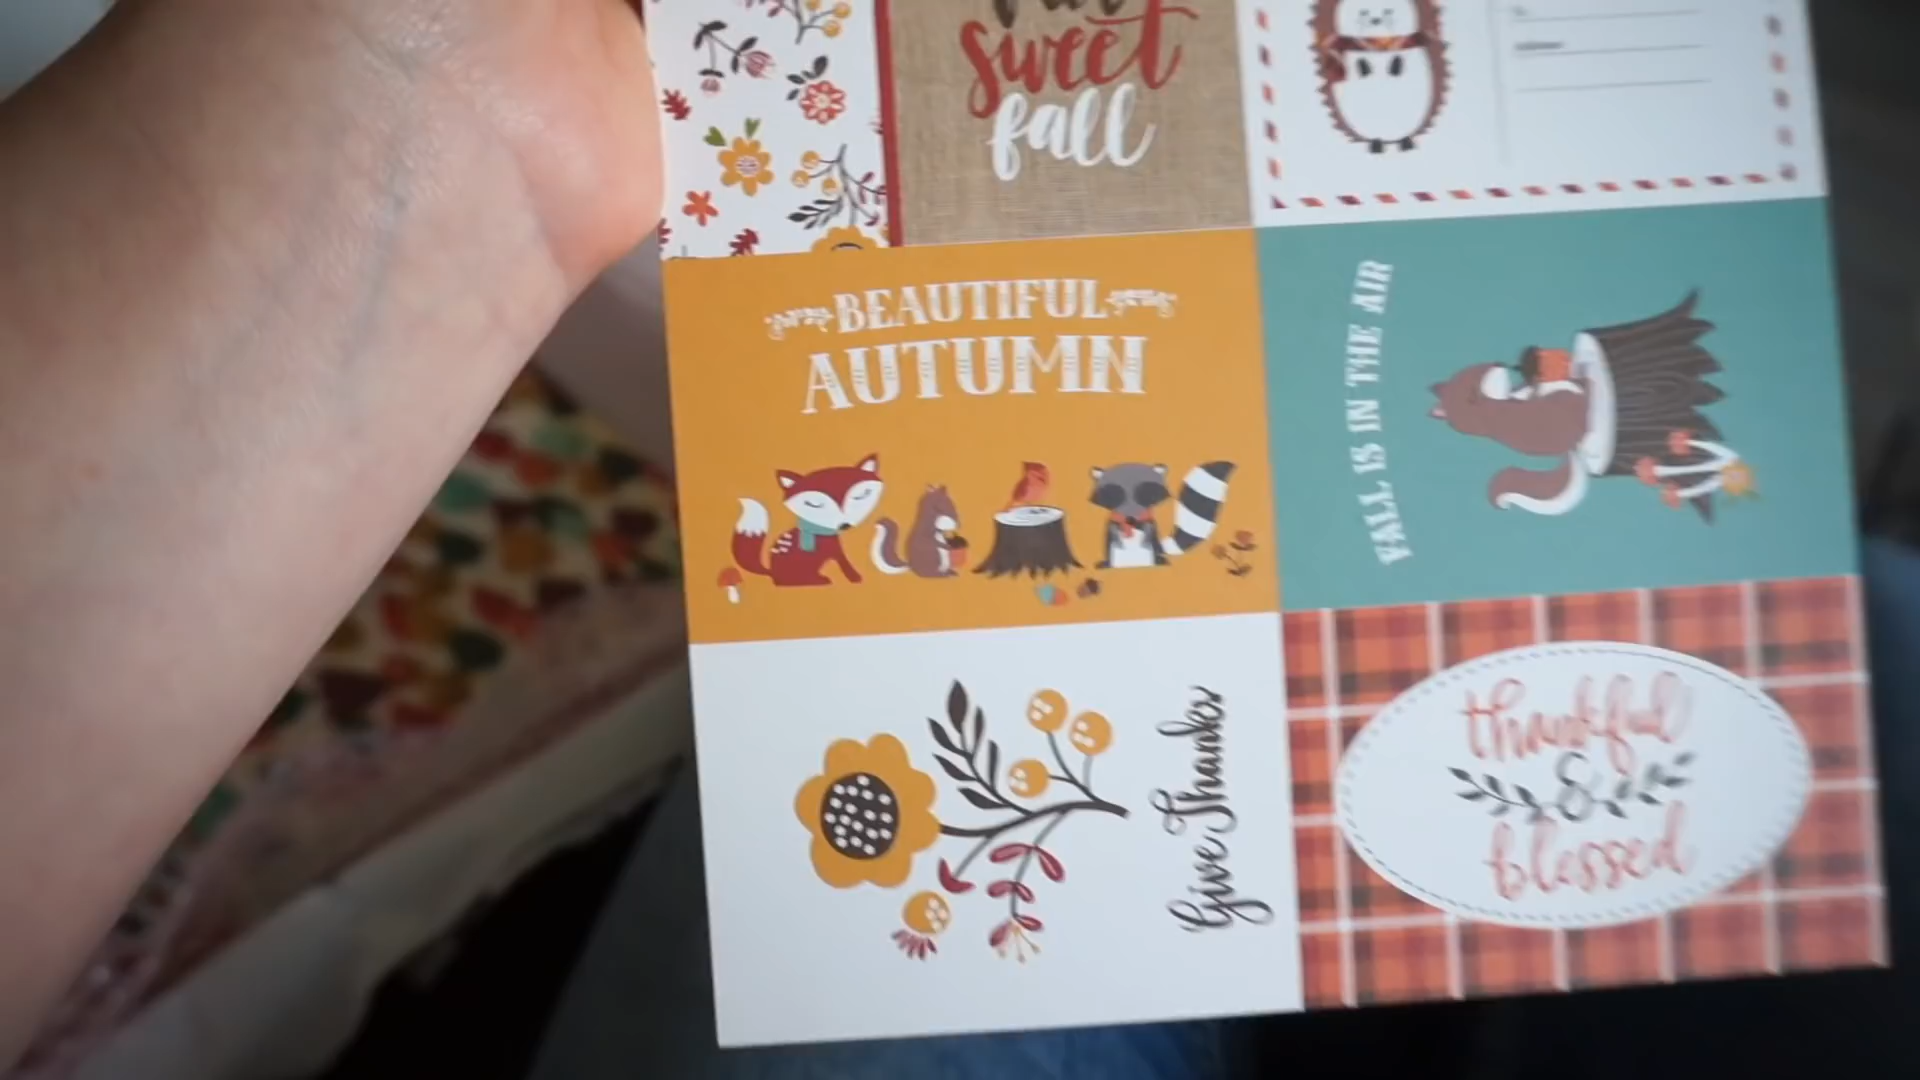 sweet
fall
BEAUTIFUL
AUTUMN
FALL IS IN THE AIR
Give Thanks
thankful
&
blessed